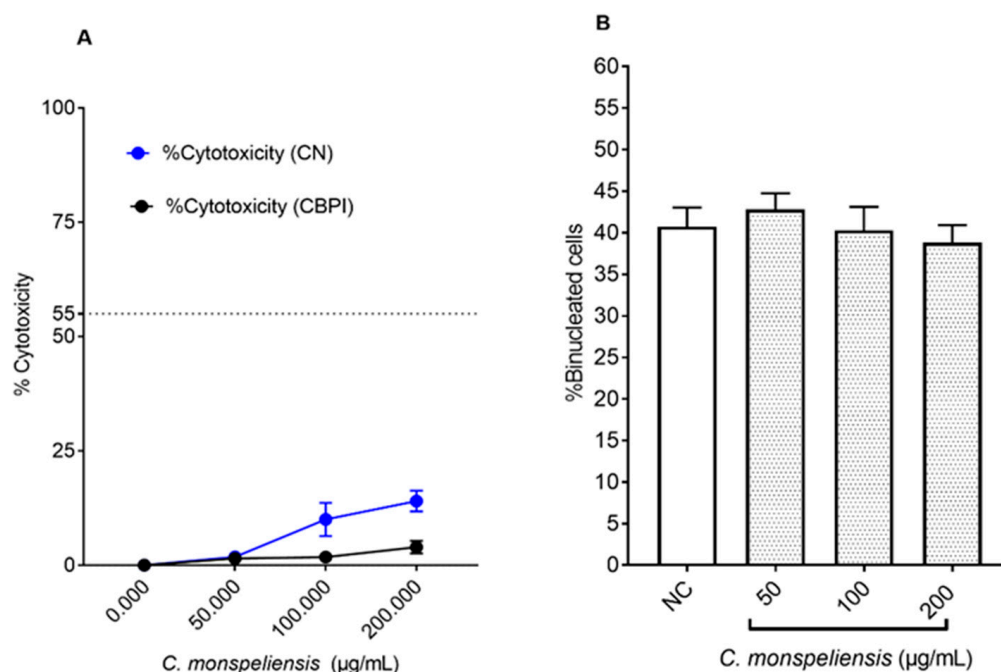 A
100
75
55
50
25
0
% Cytotoxicity
%Cytotoxicity (CN)
%Cytotoxicity (CBPI)
0.000
50.000
100.000
200.000
C. monspeliensis (µg/mL)
B
60
55
50
45
40
35
30
25
20
15
10
5
0
%Binucleated cells
NC
50
100
200
C. monspeliensis (µg/mL)